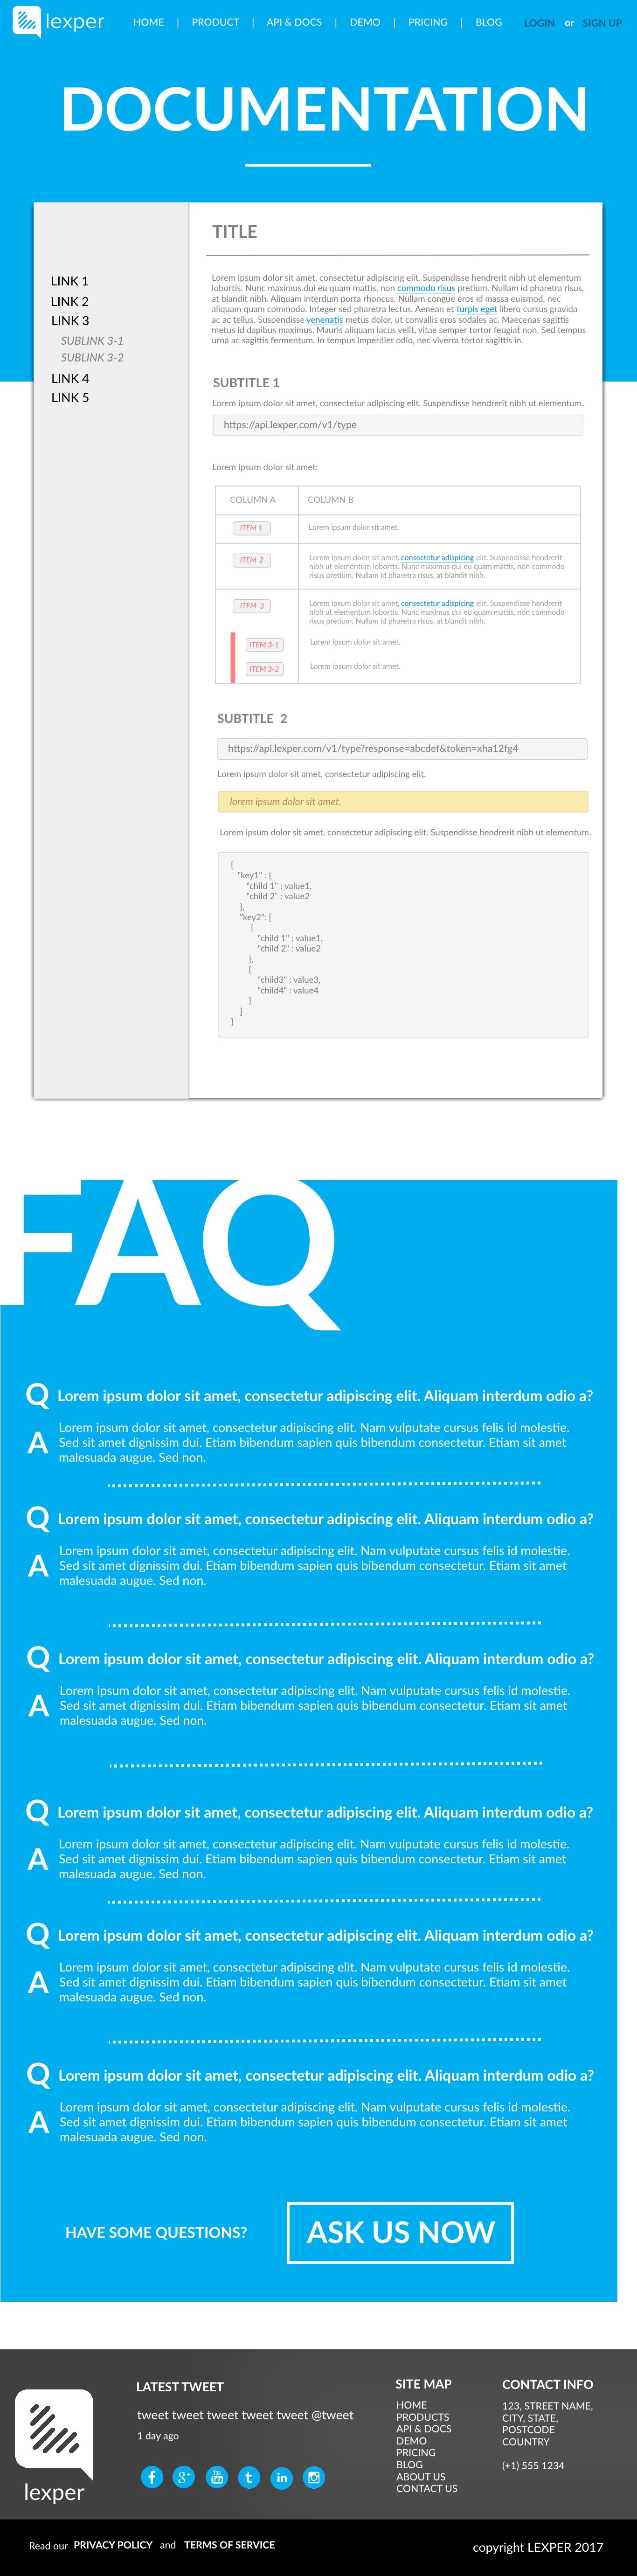 lexper
HOME | PRODUCT | API & DOCS | DEMO | PRICING | BLOG LOGIN or SIGN UP
DOCUMENTATION
LINK 1
LINK 2
LINK 3
SUBLINK 3-1
SUBLINK 3-2
LINK 4
LINK 5
TITLE
Lorem ipsum dolor sit amet, consectetur adipiscing elit. Suspendisse hendrerit nibh ut elementum
lobortis. Nunc maximus dui eu quam mattis, non commodo risus pretium. Nullam id pharetra risus,
at blandit nibh. Aliquam interdum porta rhoncus. Nullam congue eros id massa euismod, nec
aliquam quam commodo. Integer sed pharetra lectus. Aenean et turpis eget libero cursus gravida
ac ac tellus. Suspendisse venenatis metus dolor, ut convallis eros sodales ac. Maecenas sagittis
metus id dapibus maximus. Mauris aliquam lacus velit, vitae semper tortor feugiat non. Sed tempus
urna ac sagittis fermentum. In tempus imperdiet odio, nec viverra tortor sagittis in.
SUBTITLE 1
Lorem ipsum dolor sit amet, consectetur adipiscing elit. Suspendisse hendrerit nibh ut elementum.
https://api.lexper.com/v1/type
Lorem ipsum dolor sit amet:
COLUMN A COLUMN B
ITEM 1 Lorem ipsum dolor sit amet.
ITEM 2 Lorem ipsum dolor sit amet, consectetur adispicing elit. Suspendisse hendrerit
nibh ut elementum lobortis. Nunc maximus dui eu quam mattis, non commodo
risus pretium. Nullam id pharetra risus, at blandit nibh.
ITEM 3 Lorem ipsum dolor sit amet, consectetur adispicing elit. Suspendisse hendrerit
nibh ut elementum lobortis. Nunc maximus dui eu quam mattis, non commodo
risus pretium. Nullam id pharetra risus, at blandit nibh.
ITEM 3-1 Lorem ipsum dolor sit amet.
ITEM 3-2 Lorem ipsum dolor sit amet.
SUBTITLE 2
https://api.lexper.com/v1/type?response=abcdef&token=xha12fg4
Lorem ipsum dolor sit amet, consectetur adipiscing elit.
lorem ipsum dolor sit amet.
Lorem ipsum dolor sit amet, consectetur adipiscing elit. Suspendisse hendrerit nibh ut elementum.
{
"key1" : {
"child 1" : value1,
"child 2" : value2
},
"key2": [
{
"child 1" : value1,
"child 2" : value2
},
{
"child3" : value3,
"child4" : value4
}
]
}
FAQ
Q Lorem ipsum dolor sit amet, consectetur adipiscing elit. Aliquam interdum odio a?
A Lorem ipsum dolor sit amet, consectetur adipiscing elit. Nam vulputate cursus felis id molestie.
Sed sit amet dignissim dui. Etiam bibendum sapien quis bibendum consectetur. Etiam sit amet
malesuada augue. Sed non.
Q Lorem ipsum dolor sit amet, consectetur adipiscing elit. Aliquam interdum odio a?
A Lorem ipsum dolor sit amet, consectetur adipiscing elit. Nam vulputate cursus felis id molestie.
Sed sit amet dignissim dui. Etiam bibendum sapien quis bibendum consectetur. Etiam sit amet
malesuada augue. Sed non.
Q Lorem ipsum dolor sit amet, consectetur adipiscing elit. Aliquam interdum odio a?
A Lorem ipsum dolor sit amet, consectetur adipiscing elit. Nam vulputate cursus felis id molestie.
Sed sit amet dignissim dui. Etiam bibendum sapien quis bibendum consectetur. Etiam sit amet
malesuada augue. Sed non.
Q Lorem ipsum dolor sit amet, consectetur adipiscing elit. Aliquam interdum odio a?
A Lorem ipsum dolor sit amet, consectetur adipiscing elit. Nam vulputate cursus felis id molestie.
Sed sit amet dignissim dui. Etiam bibendum sapien quis bibendum consectetur. Etiam sit amet
malesuada augue. Sed non.
Q Lorem ipsum dolor sit amet, consectetur adipiscing elit. Aliquam interdum odio a?
A Lorem ipsum dolor sit amet, consectetur adipiscing elit. Nam vulputate cursus felis id molestie.
Sed sit amet dignissim dui. Etiam bibendum sapien quis bibendum consectetur. Etiam sit amet
malesuada augue. Sed non.
Q Lorem ipsum dolor sit amet, consectetur adipiscing elit. Aliquam interdum odio a?
A Lorem ipsum dolor sit amet, consectetur adipiscing elit. Nam vulputate cursus felis id molestie.
Sed sit amet dignissim dui. Etiam bibendum sapien quis bibendum consectetur. Etiam sit amet
malesuada augue. Sed non.
HAVE SOME QUESTIONS? ASK US NOW
lexper
LATEST TWEET
tweet tweet tweet tweet tweet @tweet
1 day ago
f g+ You Tube t in
SITE MAP
HOME
PRODUCTS
API & DOCS
DEMO
PRICING
BLOG
ABOUT US
CONTACT US
CONTACT INFO
123, STREET NAME,
CITY, STATE,
POSTCODE
COUNTRY
(+1) 555 1234
Read our PRIVACY POLICY and TERMS OF SERVICE
copyright LEXPER 2017